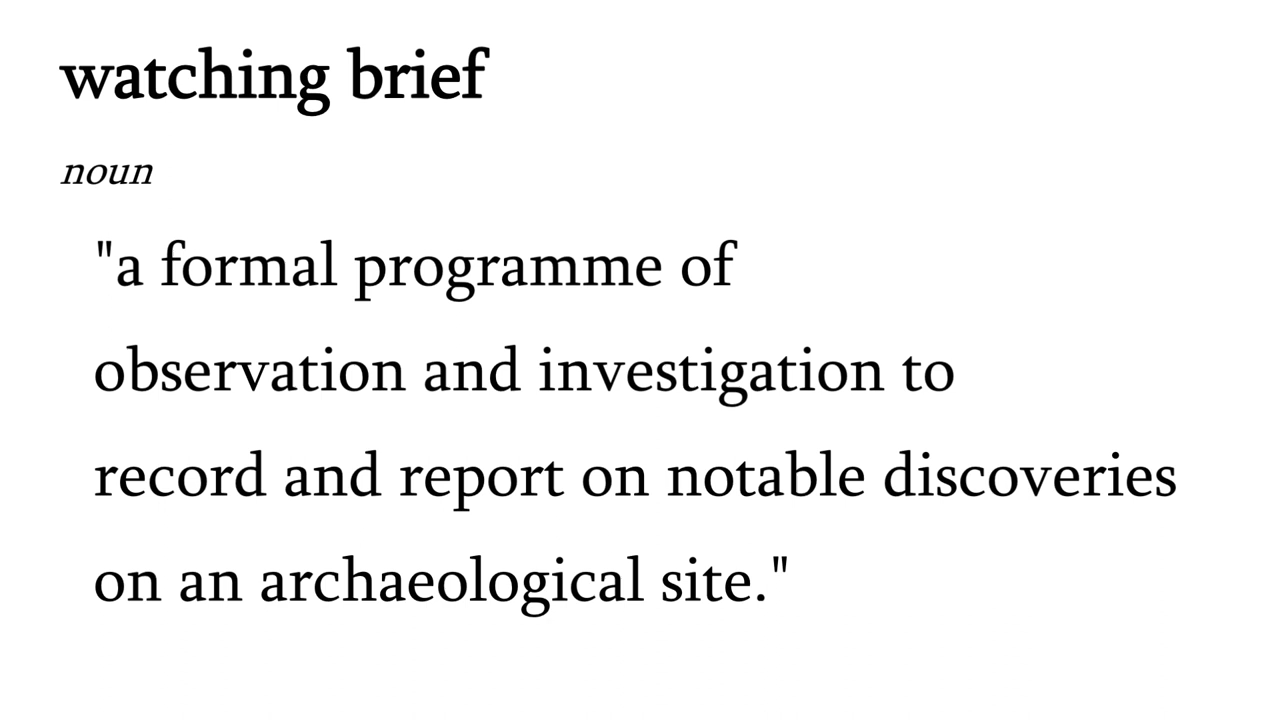 watching brief
noun
"a formal programme of
observation and investigation to
record and report on notable discoveries
on an archaeological site."